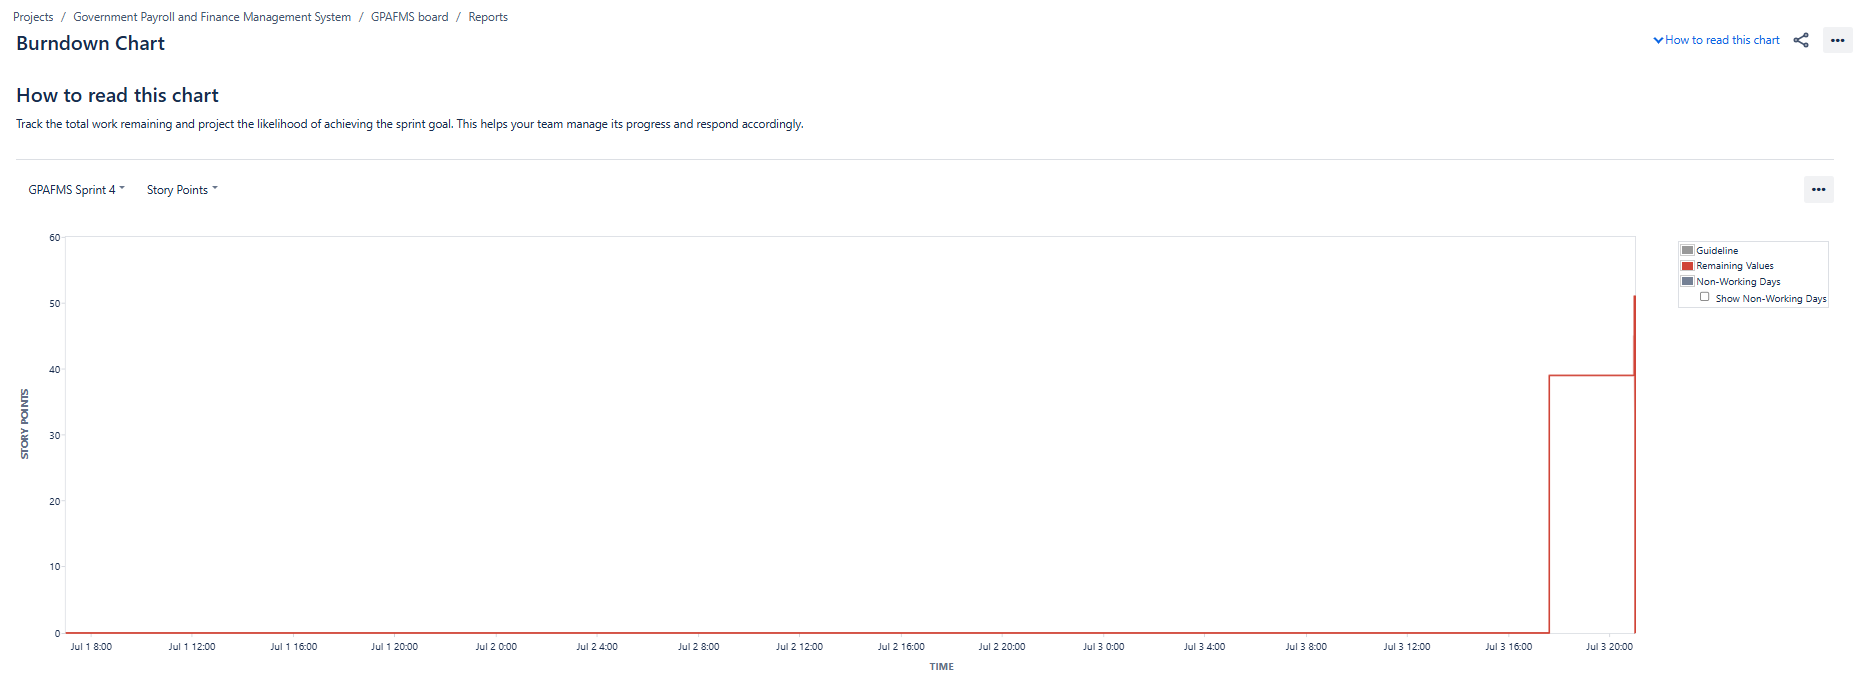 Projects / Government Payroll and Finance Management System / GPAFMS board / Reports
Burndown Chart
How to read this chart
•••
How to read this chart
Track the total work remaining and project the likelihood of achieving the sprint goal. This helps your team manage its progress and respond accordingly.
GPAFMS Sprint 4
Story Points
•••
60
50
40
30
20
10
0
STORY POINTS
Guideline
Remaining Values
Non-Working Days
Show Non-Working Days
Jul 1 8:00 Jul 1 12:00 Jul 1 16:00 Jul 1 20:00 Jul 2 0:00 Jul 2 4:00 Jul 2 8:00 Jul 2 12:00 Jul 2 16:00 Jul 2 20:00 Jul 3 0:00 Jul 3 4:00 Jul 3 8:00 Jul 3 12:00 Jul 3 16:00 Jul 3 20:00
TIME